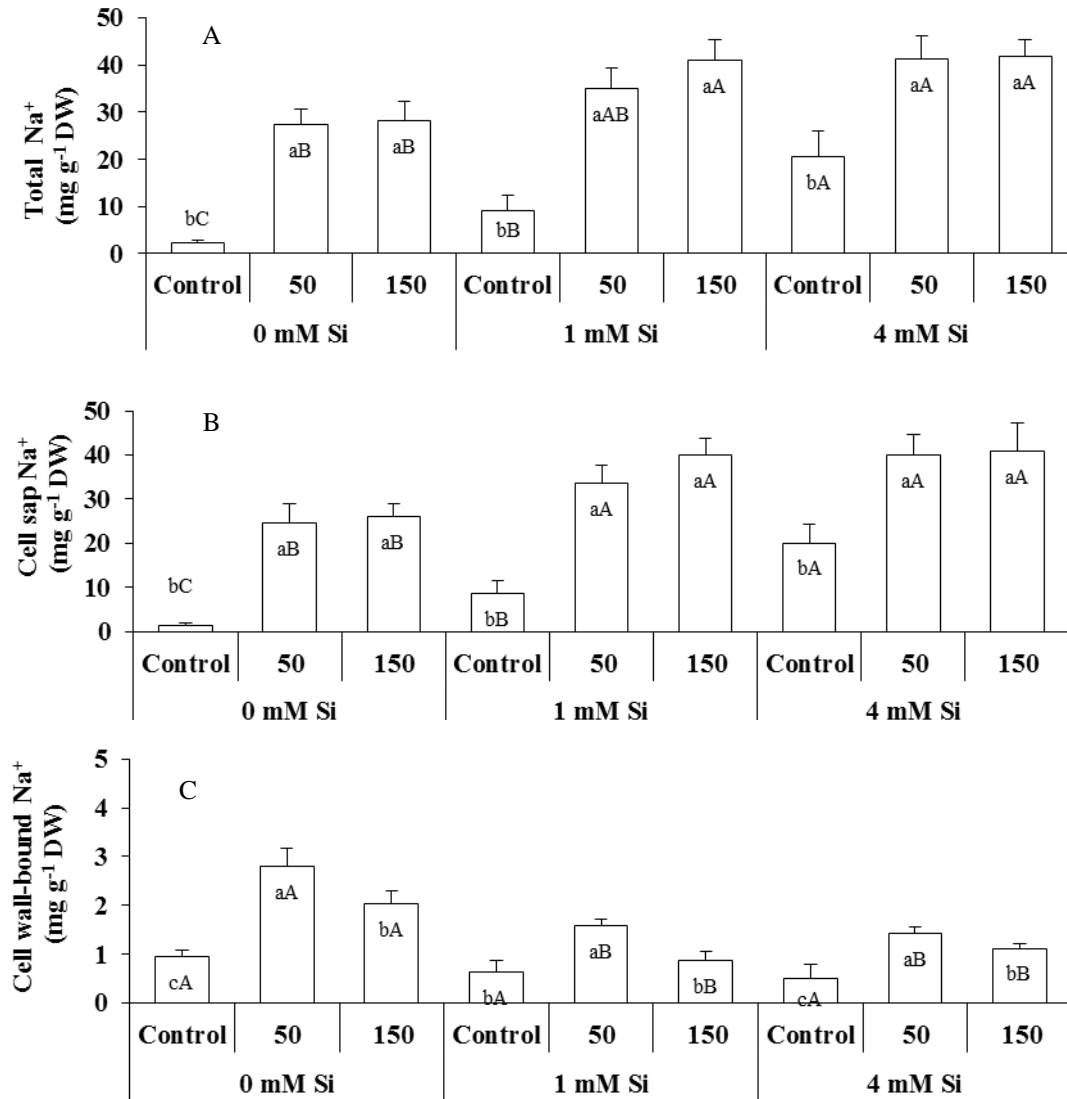 A
Total Na⁺
(mg g⁻¹ DW)
50
40
30
20
10
0
bC
aB
aB
bB
aAB
aA
bA
aA
aA
Control 50 150 Control 50 150 Control 50 150
0 mM Si 1 mM Si 4 mM Si
B
Cell sap Na⁺
(mg g⁻¹ DW)
50
40
30
20
10
0
bC
aB
aB
bB
aA
aA
bA
aA
aA
Control 50 150 Control 50 150 Control 50 150
0 mM Si 1 mM Si 4 mM Si
C
Cell wall-bound Na⁺
(mg g⁻¹ DW)
5
4
3
2
1
0
cA
aA
bA
bA
aB
bB
cA
aB
bB
Control 50 150 Control 50 150 Control 50 150
0 mM Si 1 mM Si 4 mM Si